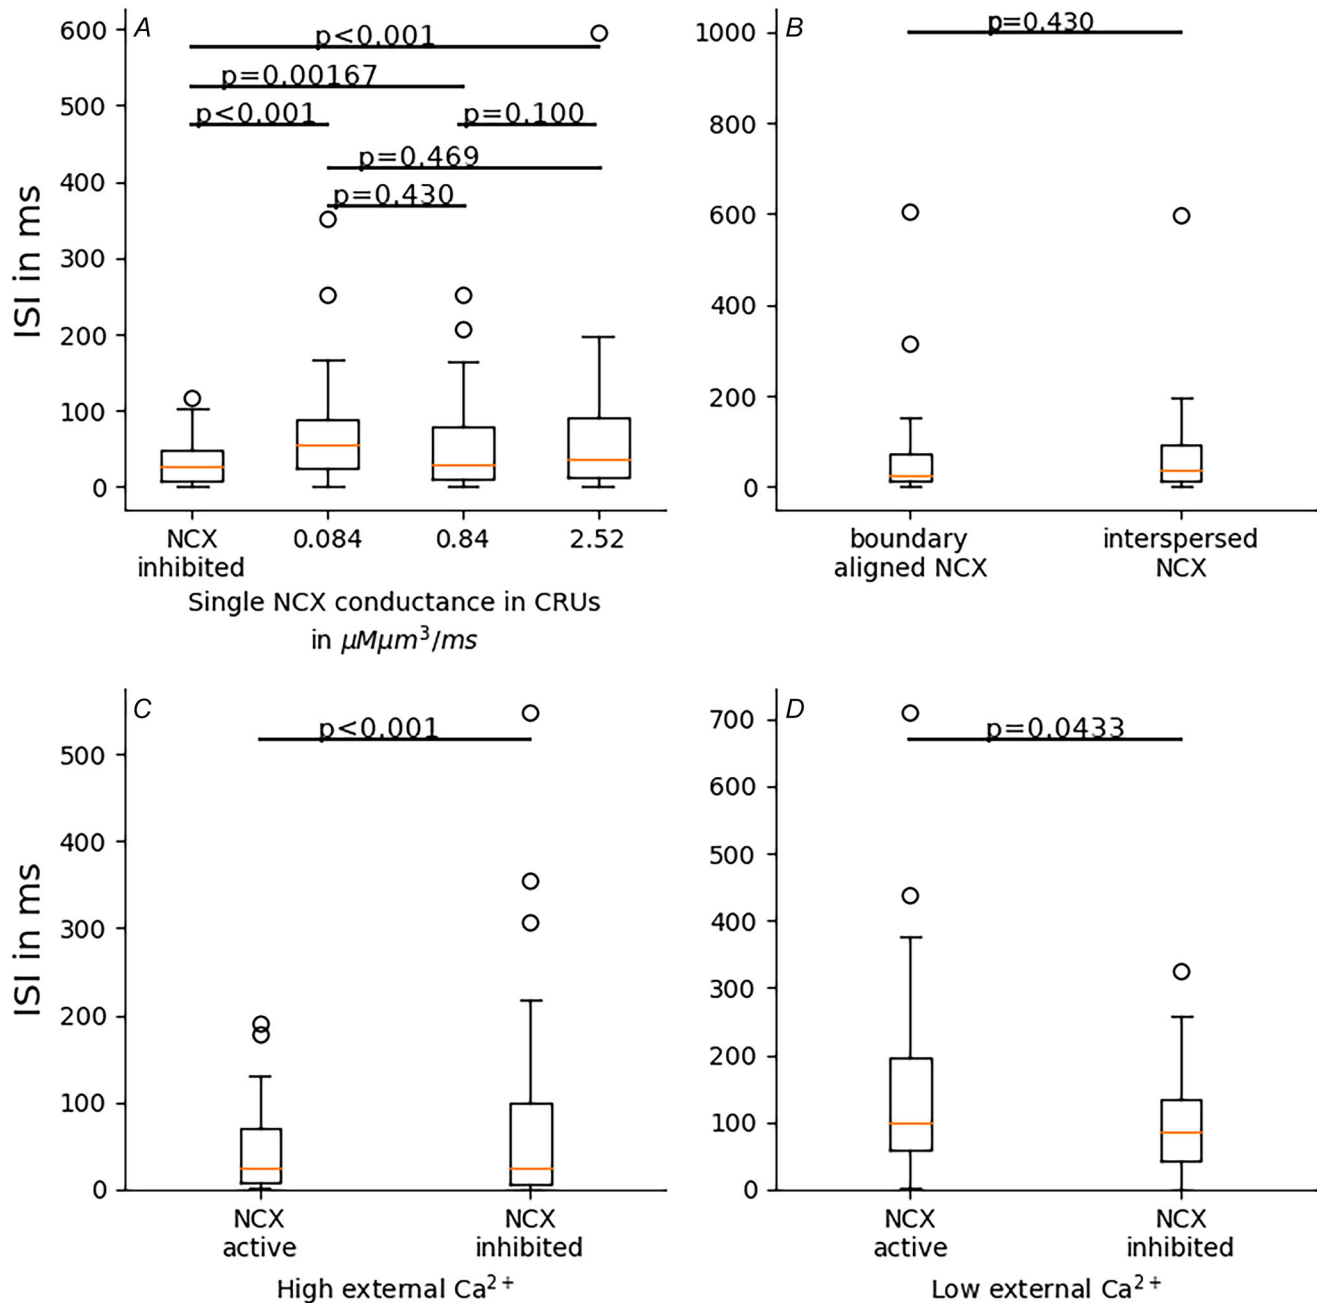 A
p<0.001
p=0.00167
p<0.001
p=0.100
p=0.469
p=0.430
600
500
400
300
200
100
0
ISI in ms
NCX
inhibited
0.084
0.84
2.52
Single NCX conductance in CRUs
in μMμm³/ms
B
p=0.430
1000
800
600
400
200
0
boundary
aligned NCX
interspersed
NCX
C
p<0.001
500
400
300
200
100
0
ISI in ms
NCX
active
NCX
inhibited
High external Ca²⁺
D
p=0.0433
700
600
500
400
300
200
100
0
NCX
active
NCX
inhibited
Low external Ca²⁺